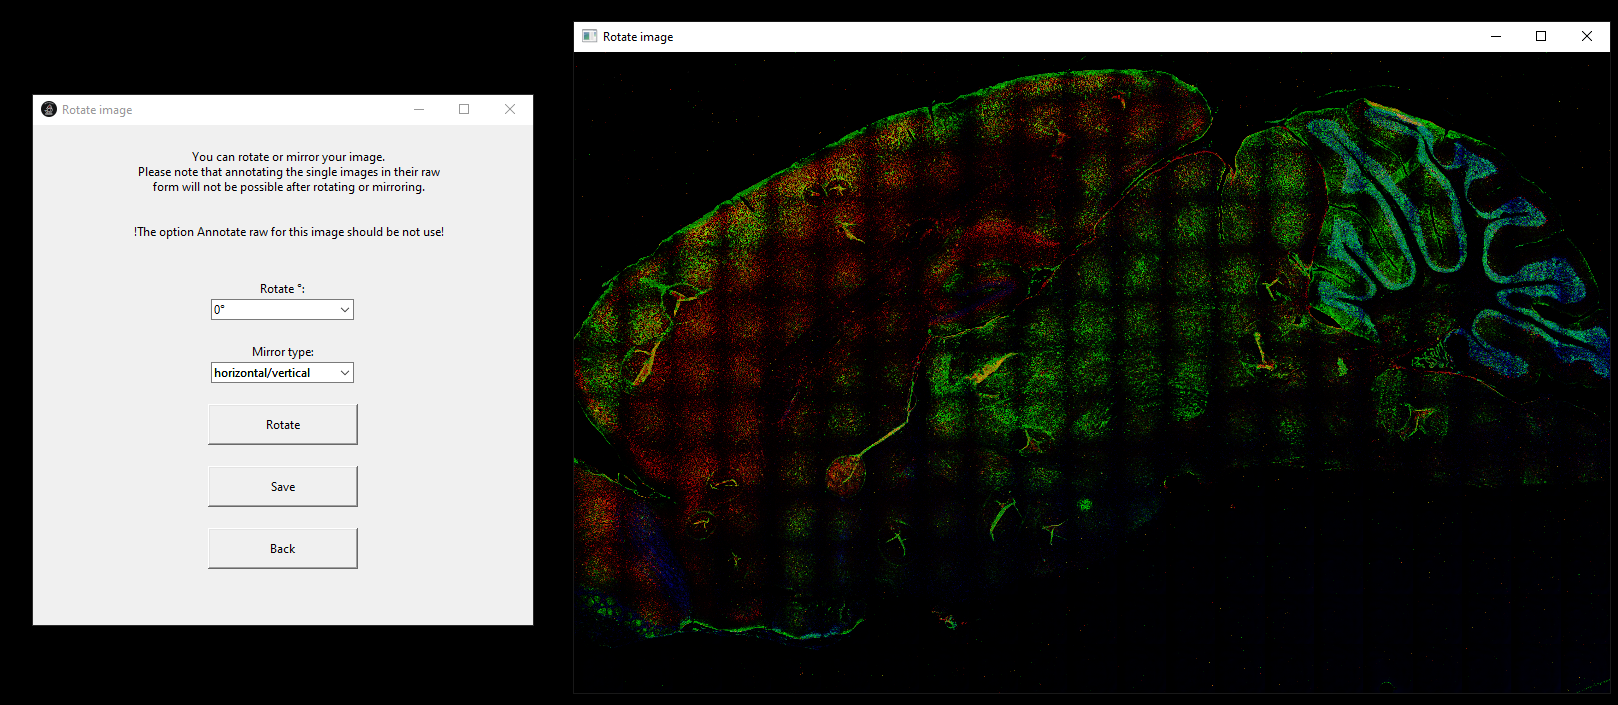 Rotate image
You can rotate or mirror your image.
Please note that annotating the single images in their raw
form will not be possible after rotating or mirroring.
!The option Annotate raw for this image should be not use!
Rotate °:
0°
Mirror type:
horizontal/vertical
Rotate
Save
Back
Rotate image